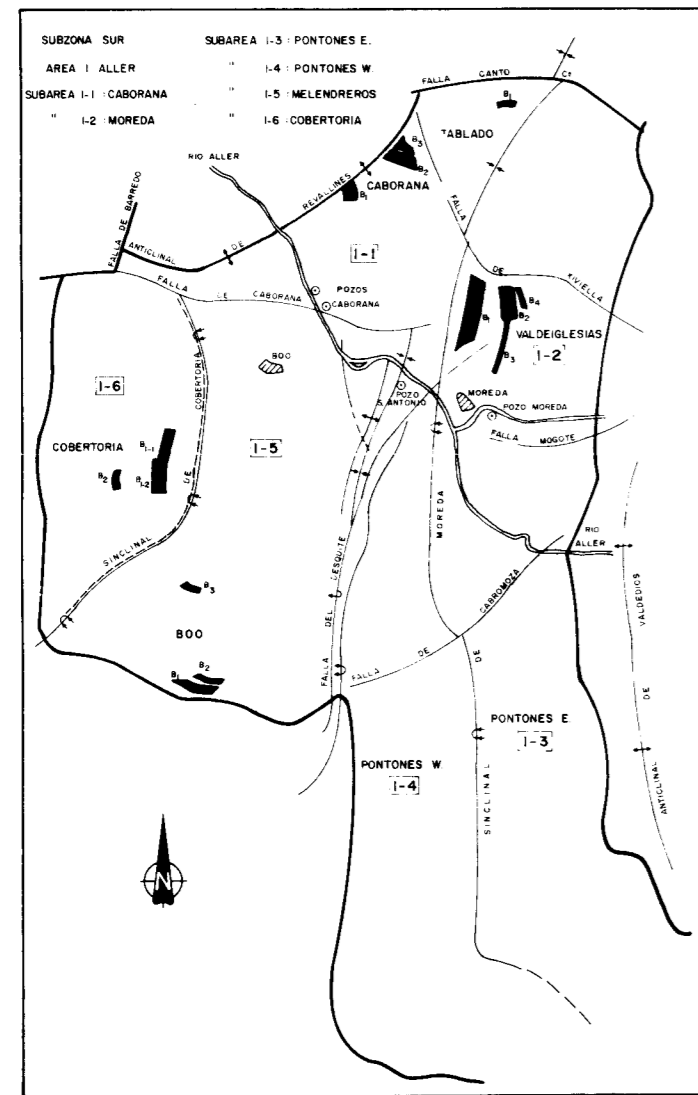 SUBZONA SUR
AREA I ALLER
SUBAREA I-1 : CABORANA
" I-2 : MOREDA
SUBAREA I-3 : PONTONES E.
" I-4 : PONTONES W.
" I-5 : MELENDREROS
" I-6 : COBERTORIA
FALLA CANTO
Cº
B1
TABLADO
RIO ALLER
B3
B2
CABORANA
B1
ANTICLINAL DE REVALLINES
FALLA DE BARREDO
I-1
FALLA DE XIVIELLA
FALLA DE CABORANA
POZOS
CABORANA
B1
B2
B4
B3
VALDEIGLESIAS
I-2
BOO
I-6
SINCLINAL DE COBERTORIA
POZO
S. ANTONIO
MOREDA
POZO MOREDA
FALLA MOGOTE
COBERTORIA
B1-1
B2
B1-2
I-5
RIO
ALLER
B3
BOO
B1
B2
FALLA DEL LESQUITE
FALLA DE CABROMOZA
SINCLINAL DE MOREDA
ANTICLINAL DE VALDEDIOS
PONTONES E.
I-3
PONTONES W.
I-4
N